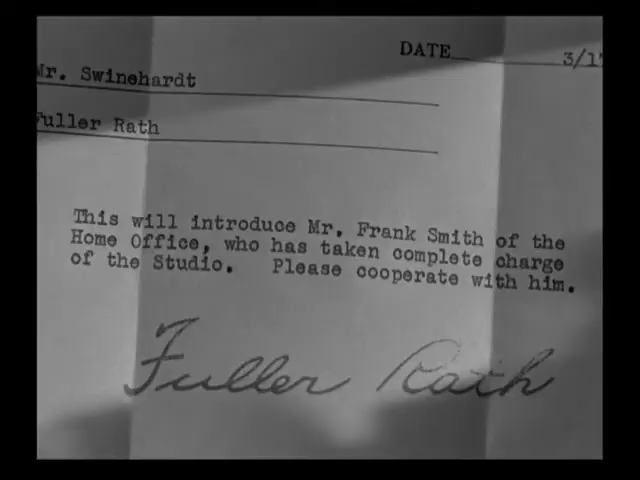 DATE 3/17
Mr. Swinehardt
Fuller Rath
This will introduce Mr. Frank Smith of the
Home Office, who has taken complete charge
of the Studio. Please cooperate with him.
Fuller Rath